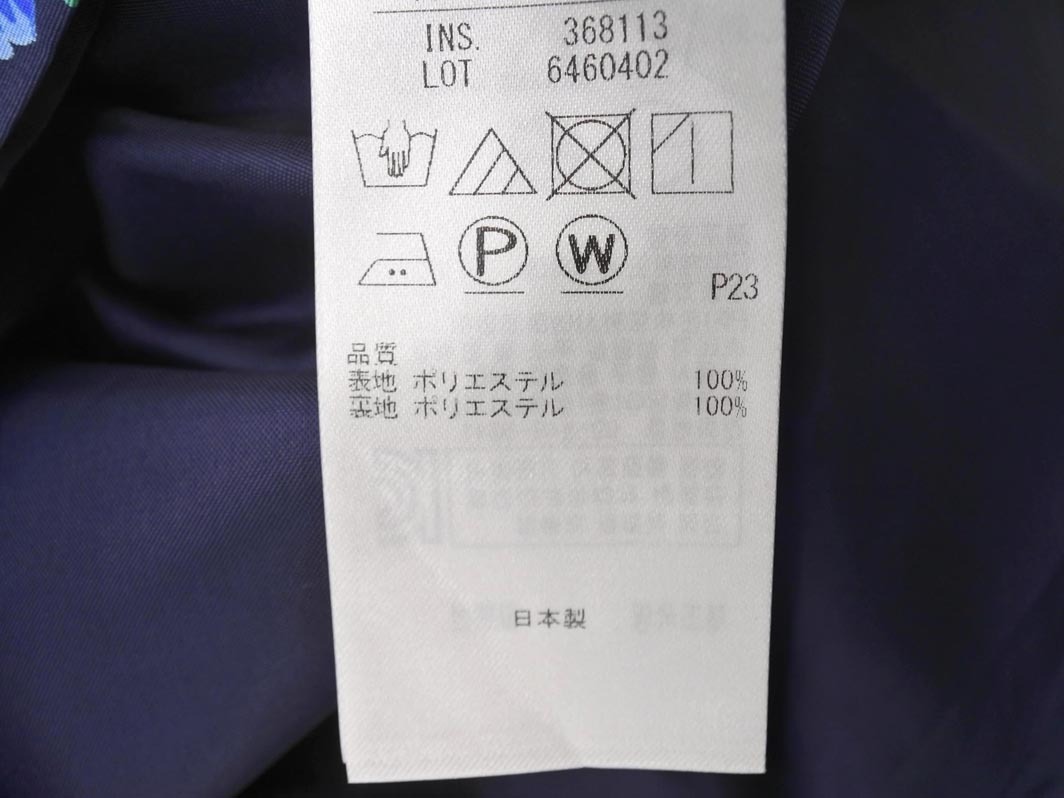 INS. 368113
LOT 6460402
P W
P23
品質
表地 ポリエステル 100%
裏地 ポリエステル 100%
日本製